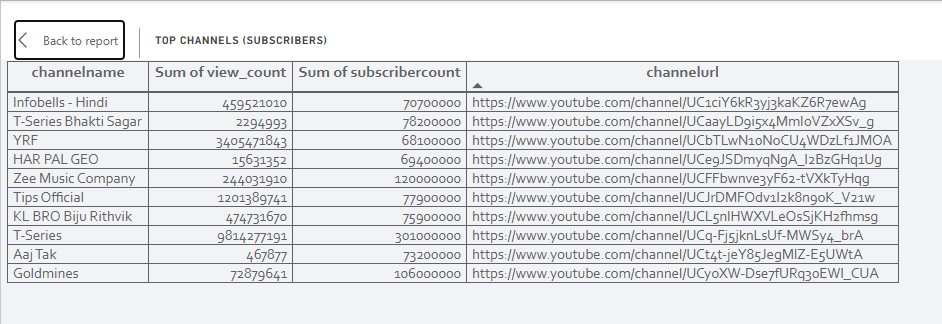 Back to report
TOP CHANNELS (SUBSCRIBERS)
channelname Sum of view_count Sum of subscribercount channelurl
Infobells - Hindi 459521010 70700000 https://www.youtube.com/channel/UC1ciY6kR3yj3kaKZ6R7ewAg
T-Series Bhakti Sagar 2294993 78200000 https://www.youtube.com/channel/UCaayLD9i5x4MmIoVZxXSv_g
YRF 3405471843 68100000 https://www.youtube.com/channel/UCbTLwN10NoCU4WDzLf1JMOA
HAR PAL GEO 15631352 69400000 https://www.youtube.com/channel/UCegJSDmyqNgA_I2BzGHq1Ug
Zee Music Company 244031910 120000000 https://www.youtube.com/channel/UCFFbwnve3yF62-tVXkTyHqg
Tips Official 1201389741 77900000 https://www.youtube.com/channel/UCJrDMFOdv1I2k8n9oK_V21w
KL BRO Biju Rithvik 474731670 75900000 https://www.youtube.com/channel/UCL5nIHWXVLeOsSjKH2fhmsg
T-Series 9814277191 301000000 https://www.youtube.com/channel/UCq-Fj5jknLsUf-MWSy4_brA
Aaj Tak 467877 73200000 https://www.youtube.com/channel/UCt4t-jeY85JegMlZ-E5UWtA
Goldmines 72879641 106000000 https://www.youtube.com/channel/UCyoXW-Dse7fURq30EWl_CUA